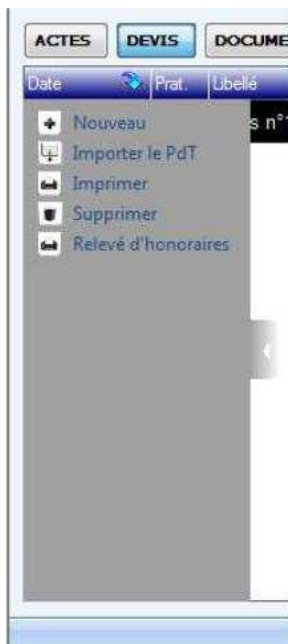 ACTES DEVIS DOCUME
Date Prat. Libellé
Nouveau s n°
Importer le PdT
Imprimer
Supprimer
Relevé d'honoraires